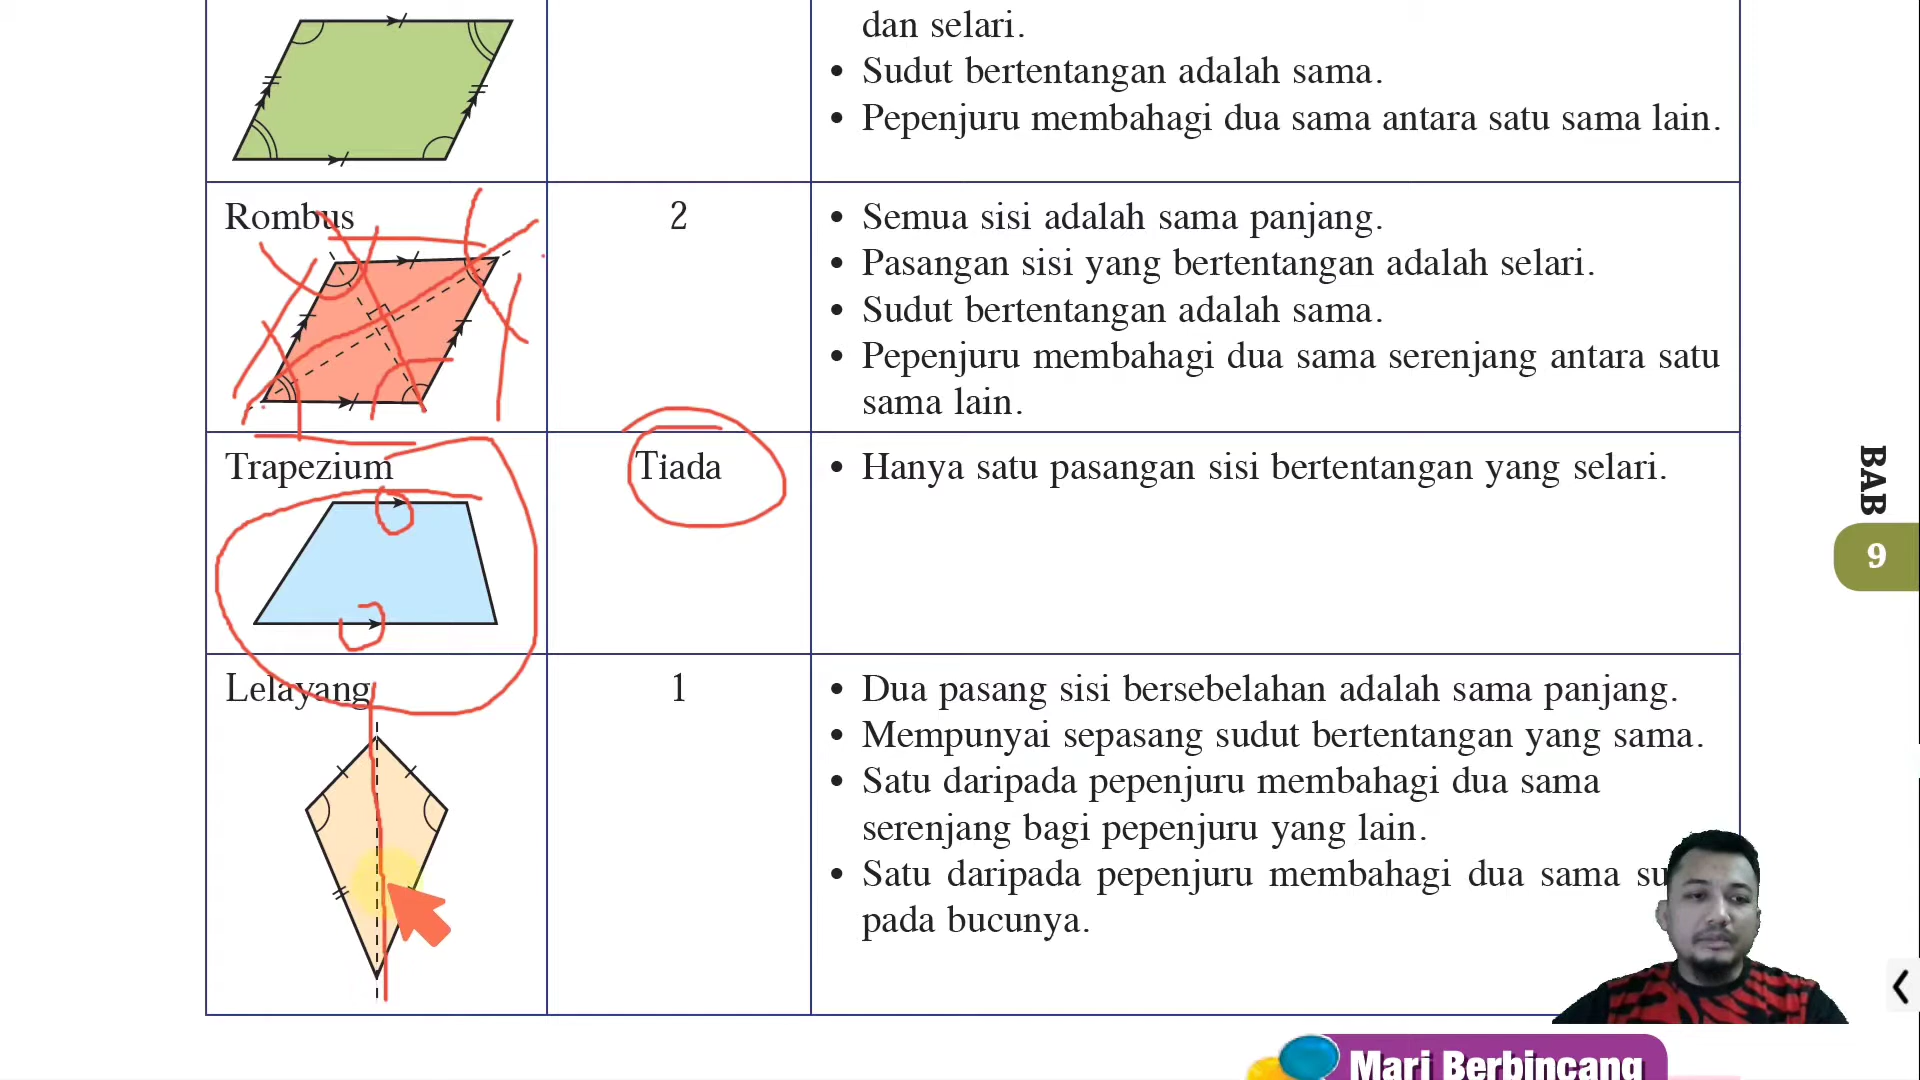 dan selari.
• Sudut bertentangan adalah sama.
• Pepenjuru membahagi dua sama antara satu sama lain.
Rombus
2
• Semua sisi adalah sama panjang.
• Pasangan sisi yang bertentangan adalah selari.
• Sudut bertentangan adalah sama.
• Pepenjuru membahagi dua sama serenjang antara satu
sama lain.
Trapezium
Tiada
• Hanya satu pasangan sisi bertentangan yang selari.
Lelayang
1
• Dua pasang sisi bersebelahan adalah sama panjang.
• Mempunyai sepasang sudut bertentangan yang sama.
• Satu daripada pepenjuru membahagi dua sama
serenjang bagi pepenjuru yang lain.
• Satu daripada pepenjuru membahagi dua sama
pada bucunya.
BAB
9
Mari Berbincang